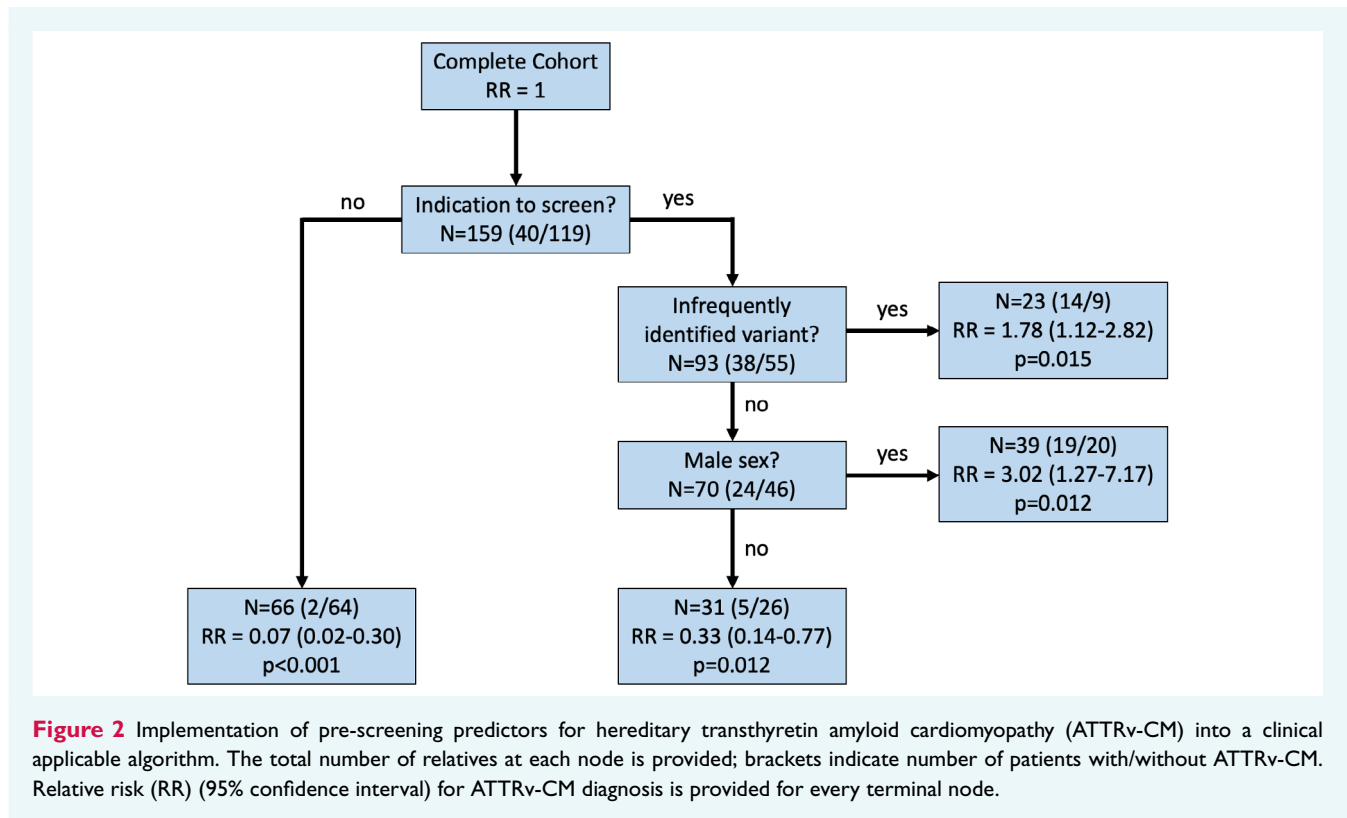 Complete Cohort
RR = 1
no
Indication to screen?
N=159 (40/119)
yes
Infrequently
identified variant?
N=93 (38/55)
yes
N=23 (14/9)
RR = 1.78 (1.12-2.82)
p=0.015
no
Male sex?
N=70 (24/46)
yes
N=39 (19/20)
RR = 3.02 (1.27-7.17)
p=0.012
no
N=66 (2/64)
RR = 0.07 (0.02-0.30)
p<0.001
N=31 (5/26)
RR = 0.33 (0.14-0.77)
p=0.012
Figure 2 Implementation of pre-screening predictors for hereditary transthyretin amyloid cardiomyopathy (ATTRv-CM) into a clinical
applicable algorithm. The total number of relatives at each node is provided; brackets indicate number of patients with/without ATTRv-CM.
Relative risk (RR) (95% confidence interval) for ATTRv-CM diagnosis is provided for every terminal node.